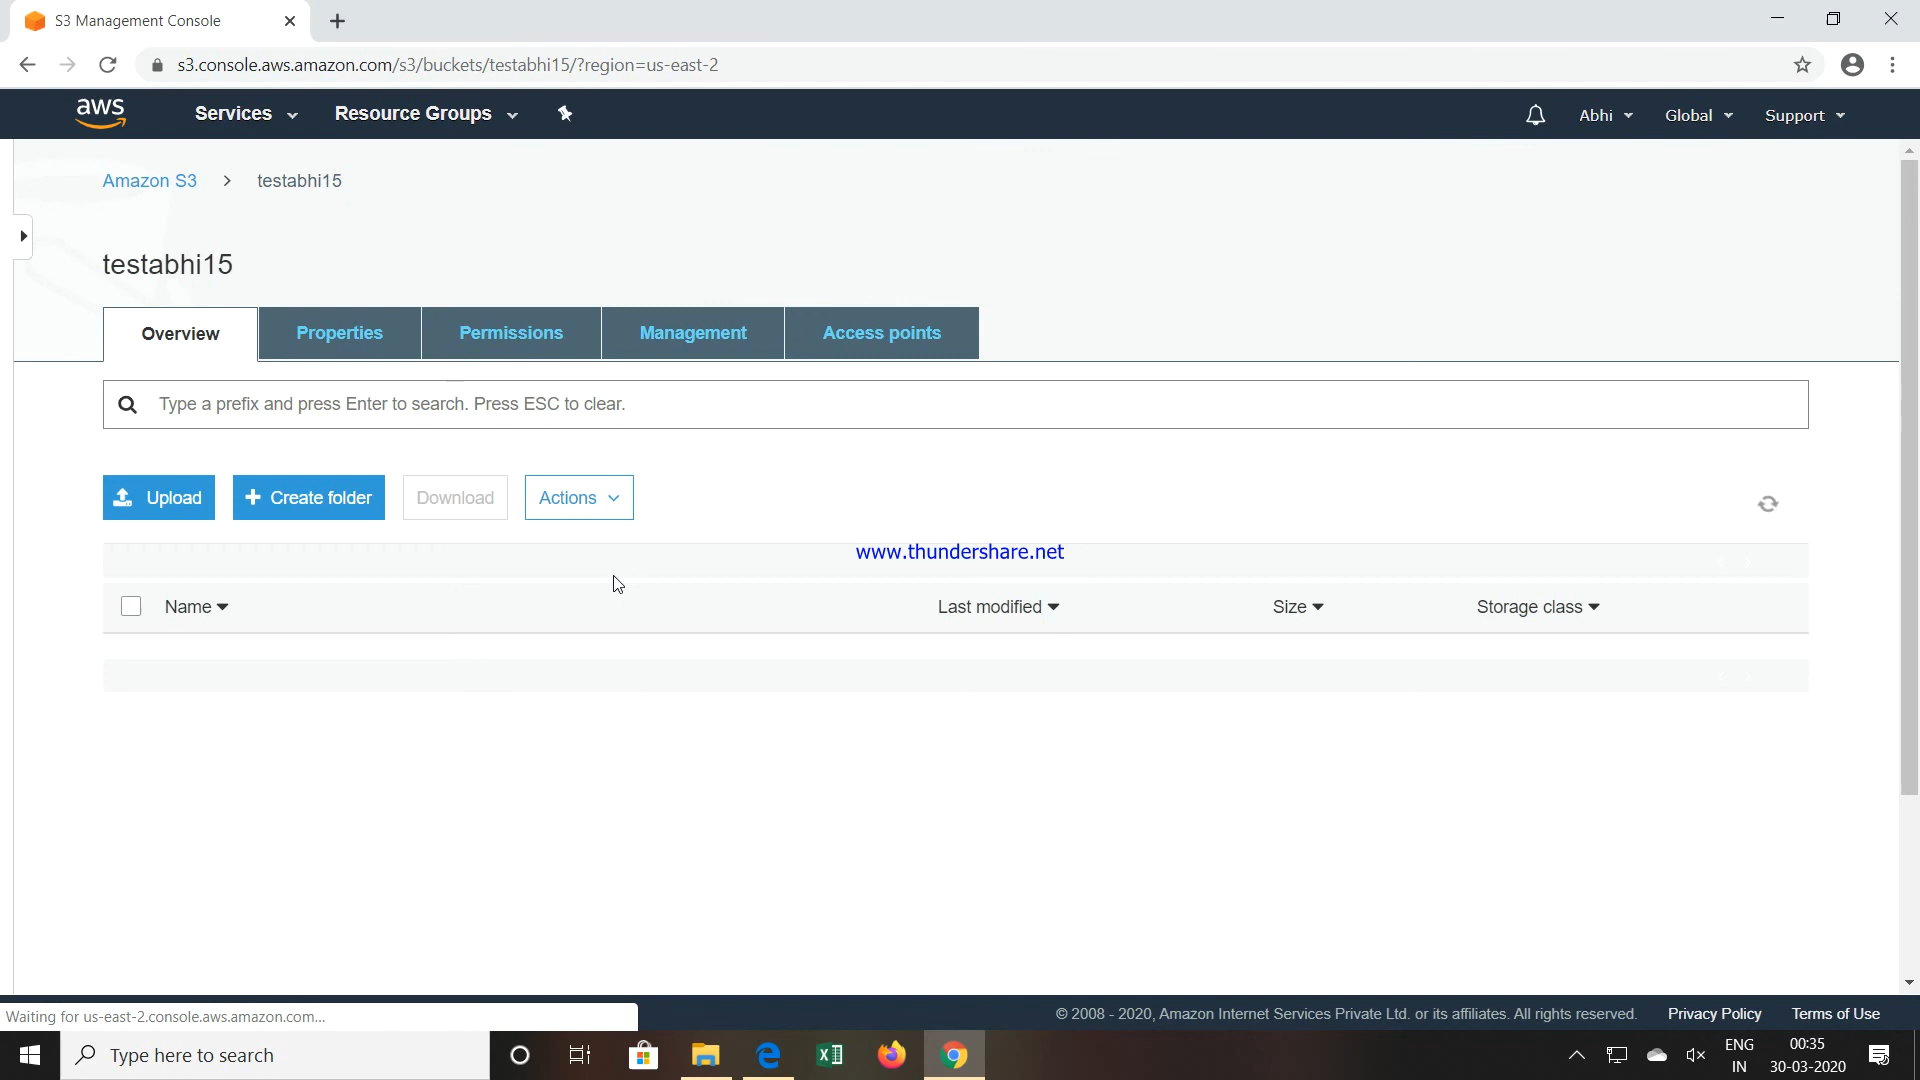 S3 Management Console
s3.console.aws.amazon.com/s3/buckets/testabhi15/?region=us-east-2
aws Services Resource Groups Abhi Global Support
Amazon S3 > testabhi15
testabhi15
Overview Properties Permissions Management Access points
Type a prefix and press Enter to search. Press ESC to clear.
Upload + Create folder Download Actions
www.thundershare.net
Name Last modified Size Storage class
Waiting for us-east-2.console.aws.amazon.com...
© 2008 - 2020, Amazon Internet Services Private Ltd. or its affiliates. All rights reserved. Privacy Policy Terms of Use
Type here to search
ENG
IN
00:35
30-03-2020